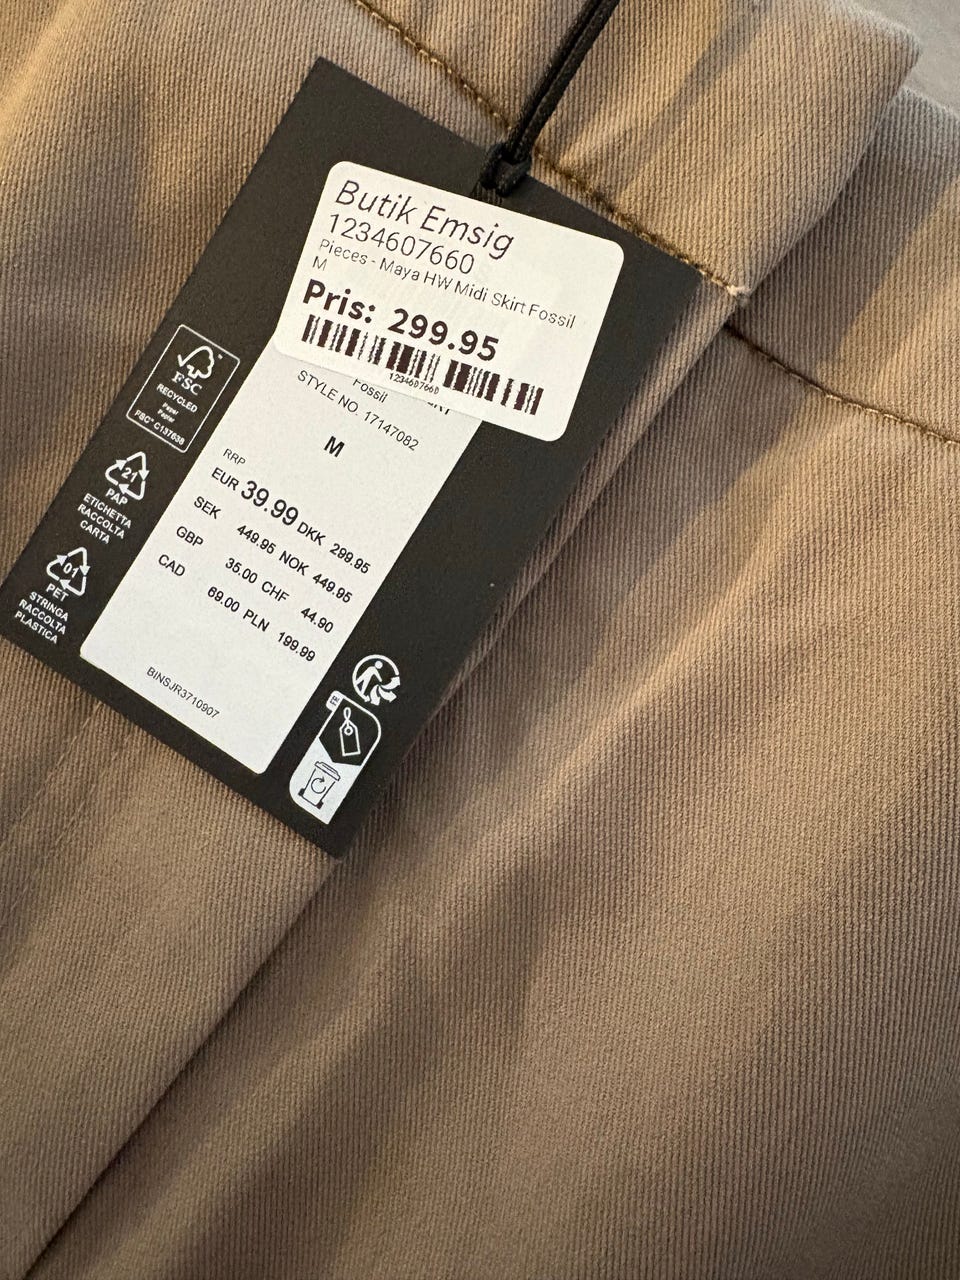 Butik Emsig
1234607660
Pieces - Maya HW Midi Skirt Fossil
M
Pris: 299.95
1234607660
Fossil
STYLE NO. 17147082
M
RRP
EUR 39.99 DKK 299.95
SEK 449.95 NOK 449.95
GBP 35.00 CHF 44.90
CAD 69.00 PLN 199.99
BINSJR3710907
FSC
RECYCLED
Paper
Papier
FSC® C137638
21
PAP
ETICHETTA
RACCOLTA
CARTA
01
PET
STRINGA
RACCOLTA
PLASTICA
FR